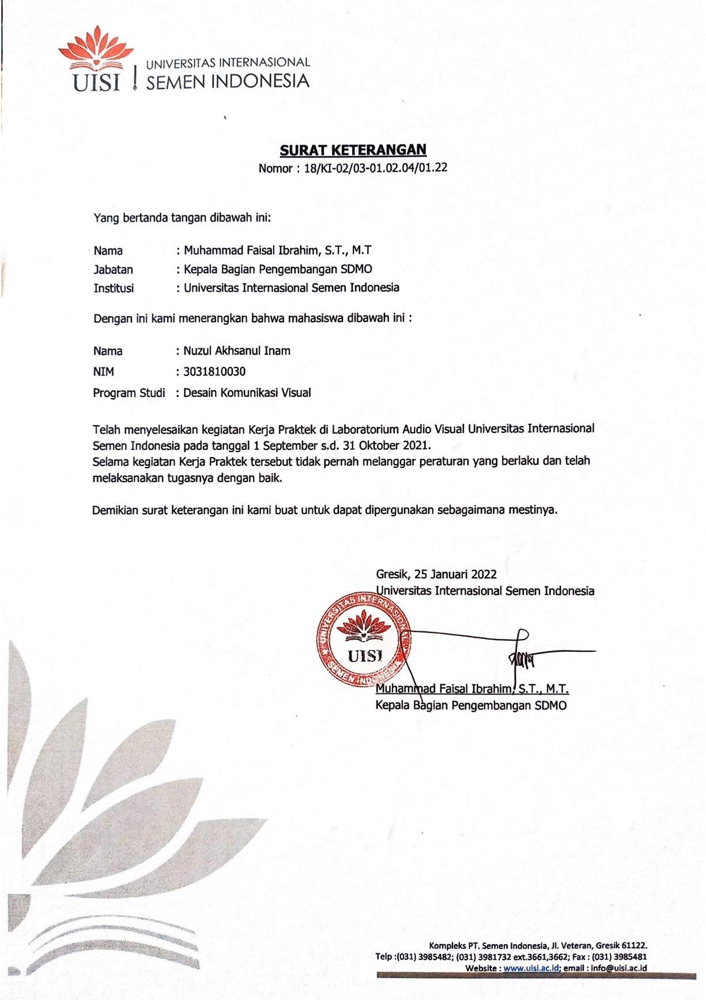 UISI
UNIVERSITAS INTERNASIONAL
SEMEN INDONESIA
SURAT KETERANGAN
Nomor : 18/KI-02/03-01.02.04/01.22
Yang bertanda tangan dibawah ini:
Nama : Muhammad Faisal Ibrahim, S.T., M.T
Jabatan : Kepala Bagian Pengembangan SDMO
Institusi : Universitas Internasional Semen Indonesia
Dengan ini kami menerangkan bahwa mahasiswa dibawah ini :
Nama : Nuzul Akhsanul Inam
NIM : 3031810030
Program Studi : Desain Komunikasi Visual
Telah menyelesaikan kegiatan Kerja Praktek di Laboratorium Audio Visual Universitas Internasional
Semen Indonesia pada tanggal 1 September s.d. 31 Oktober 2021.
Selama kegiatan Kerja Praktek tersebut tidak pernah melanggar peraturan yang berlaku dan telah
melaksanakan tugasnya dengan baik.
Demikian surat keterangan ini kami buat untuk dapat dipergunakan sebagaimana mestinya.
Gresik, 25 Januari 2022
Universitas Internasional Semen Indonesia
UNIVERSITAS INTERNASIONAL
UISI
SEMEN INDONESIA
Muhammad Faisal Ibrahim, S.T., M.T.
Kepala Bagian Pengembangan SDMO
Kompleks PT. Semen Indonesia, Jl. Veteran, Gresik 61122.
Telp :(031) 3985482; (031) 3981732 ext.3661,3662; Fax : (031) 3985481
Website : www.uisi.ac.id; email : info@uisi.ac.id